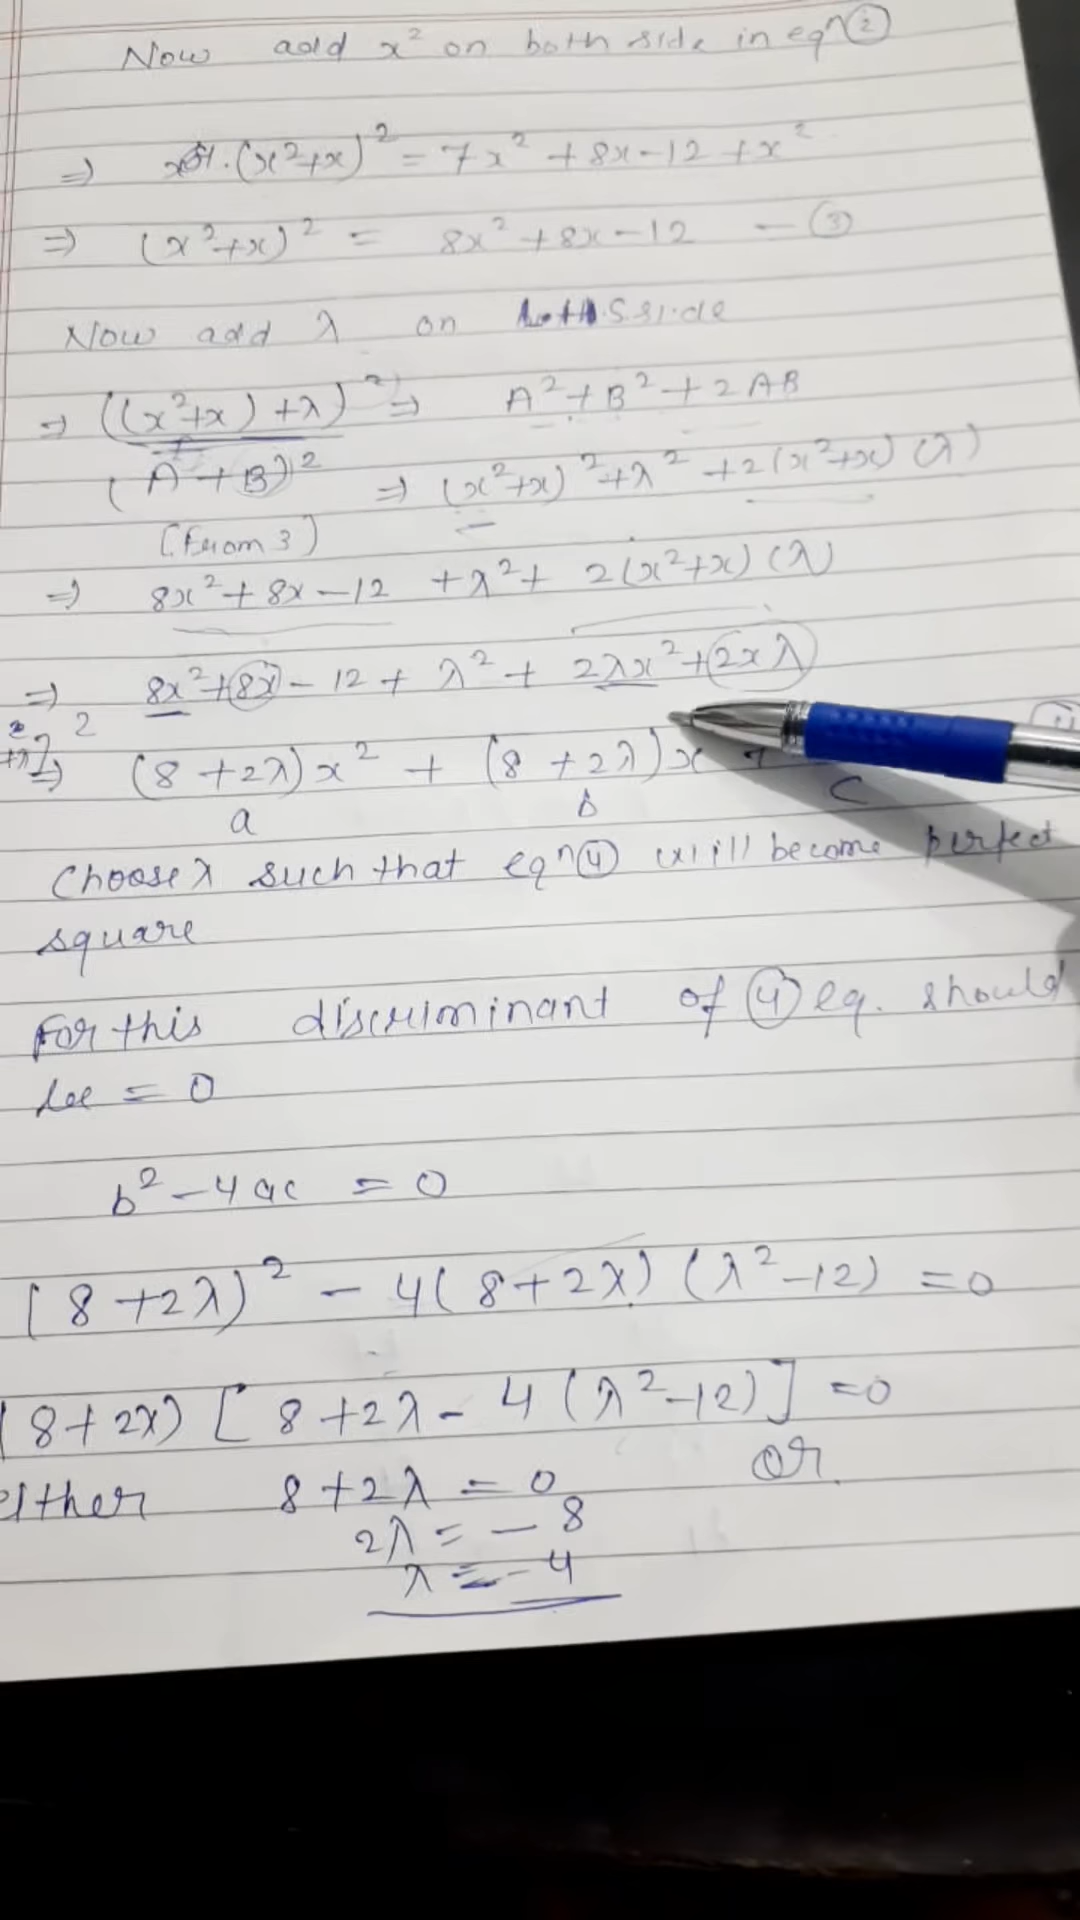 Now add x² on both side in eqⁿ②
⇒ (x²+x)² = 7x² + 8x-12 + x²
⇒ (x²+x)² = 8x² + 8x - 12 — ③
Now add λ on both side
⇒ ((x²+x) + λ)² ⇒ A² + B² + 2AB
(A + B)² ⇒ (x²+x)² + λ² + 2(x²+x) (λ)
(From 3)
⇒ 8x² + 8x - 12 + λ² + 2(x²+x) (λ)
⇒ 8x² + 8x - 12 + λ² + 2λx² + 2xλ
⇒ (8 + 2λ)x² + (8 + 2λ)x +
a b c
Choose λ such that eqⁿ④ will become perfect
square
For this discriminant of ④ eq. should
be = 0
b² - 4ac = 0
(8 + 2λ)² - 4(8 + 2λ) (λ² - 12) = 0
(8 + 2λ) [8 + 2λ - 4 (λ² - 12)] = 0
either 8 + 2λ = 0 or
2λ = - 8
λ = - 4